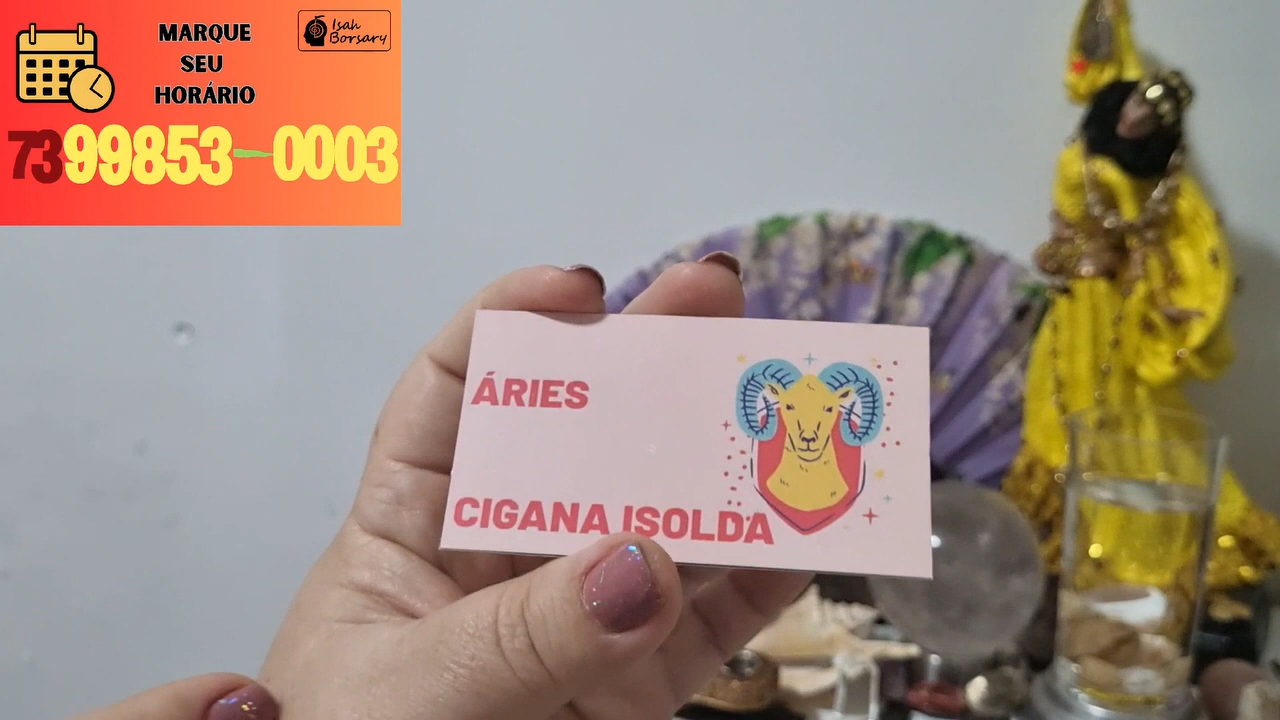 MARQUE
SEU
HORÁRIO
Isah
Borsary
7399853-0003
ÁRIES
CIGANA ISOLDA